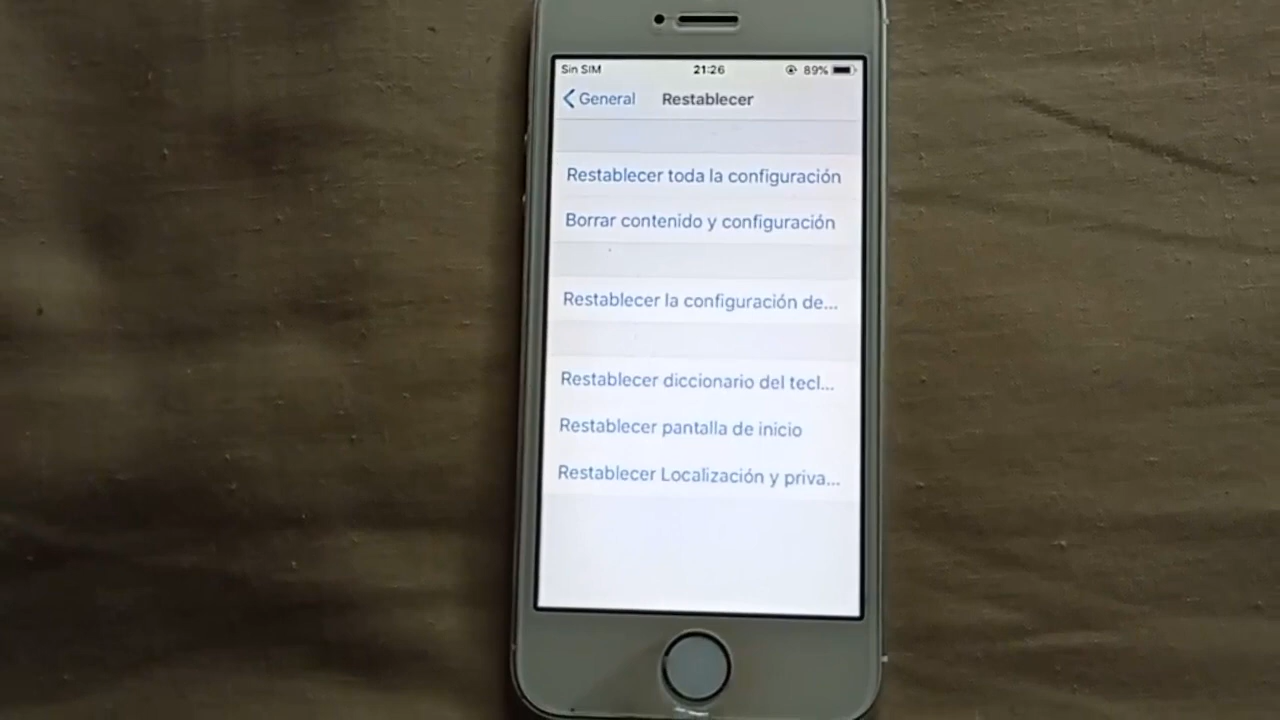 Sin SIM 21:26 89%
General Restablecer
Restablecer toda la configuración
Borrar contenido y configuración
Restablecer la configuración de...
Restablecer diccionario del tecl...
Restablecer pantalla de inicio
Restablecer Localización y priva...